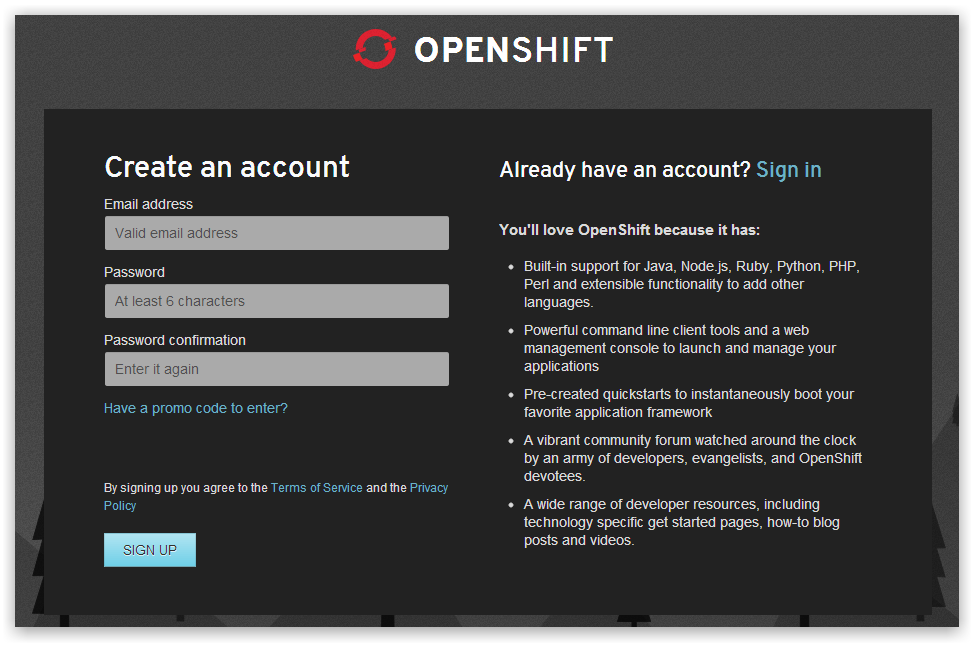 OPENSHIFT
Create an account
Email address
Valid email address
Password
At least 6 characters
Password confirmation
Enter it again
Have a promo code to enter?
By signing up you agree to the Terms of Service and the Privacy
Policy
SIGN UP
Already have an account? Sign in
You'll love OpenShift because it has:
• Built-in support for Java, Node.js, Ruby, Python, PHP,
Perl and extensible functionality to add other
languages.
• Powerful command line client tools and a web
management console to launch and manage your
applications
• Pre-created quickstarts to instantaneously boot your
favorite application framework
• A vibrant community forum watched around the clock
by an army of developers, evangelists, and OpenShift
devotees.
• A wide range of developer resources, including
technology specific get started pages, how-to blog
posts and videos.